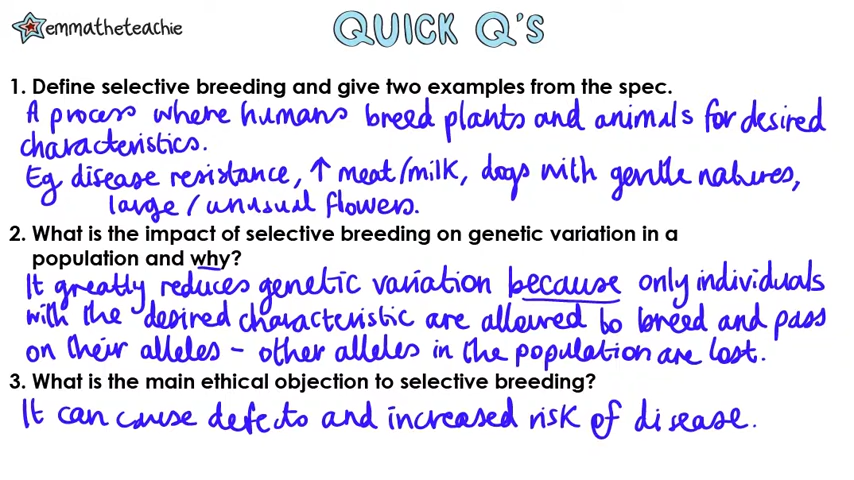 emmatheteachie
QUICK Q'S
1. Define selective breeding and give two examples from the spec.
A process where humans breed plants and animals for desired
characteristics.
Eg disease resistance, ↑ meat/milk, dogs with gentle natures,
large/unusual flowers.
2. What is the impact of selective breeding on genetic variation in a
population and why?
It greatly reduces genetic variation because only individuals
with the desired characteristic are allowed to breed and pass
on their alleles - other alleles in the population are lost.
3. What is the main ethical objection to selective breeding?
It can cause defects and increased risk of disease.